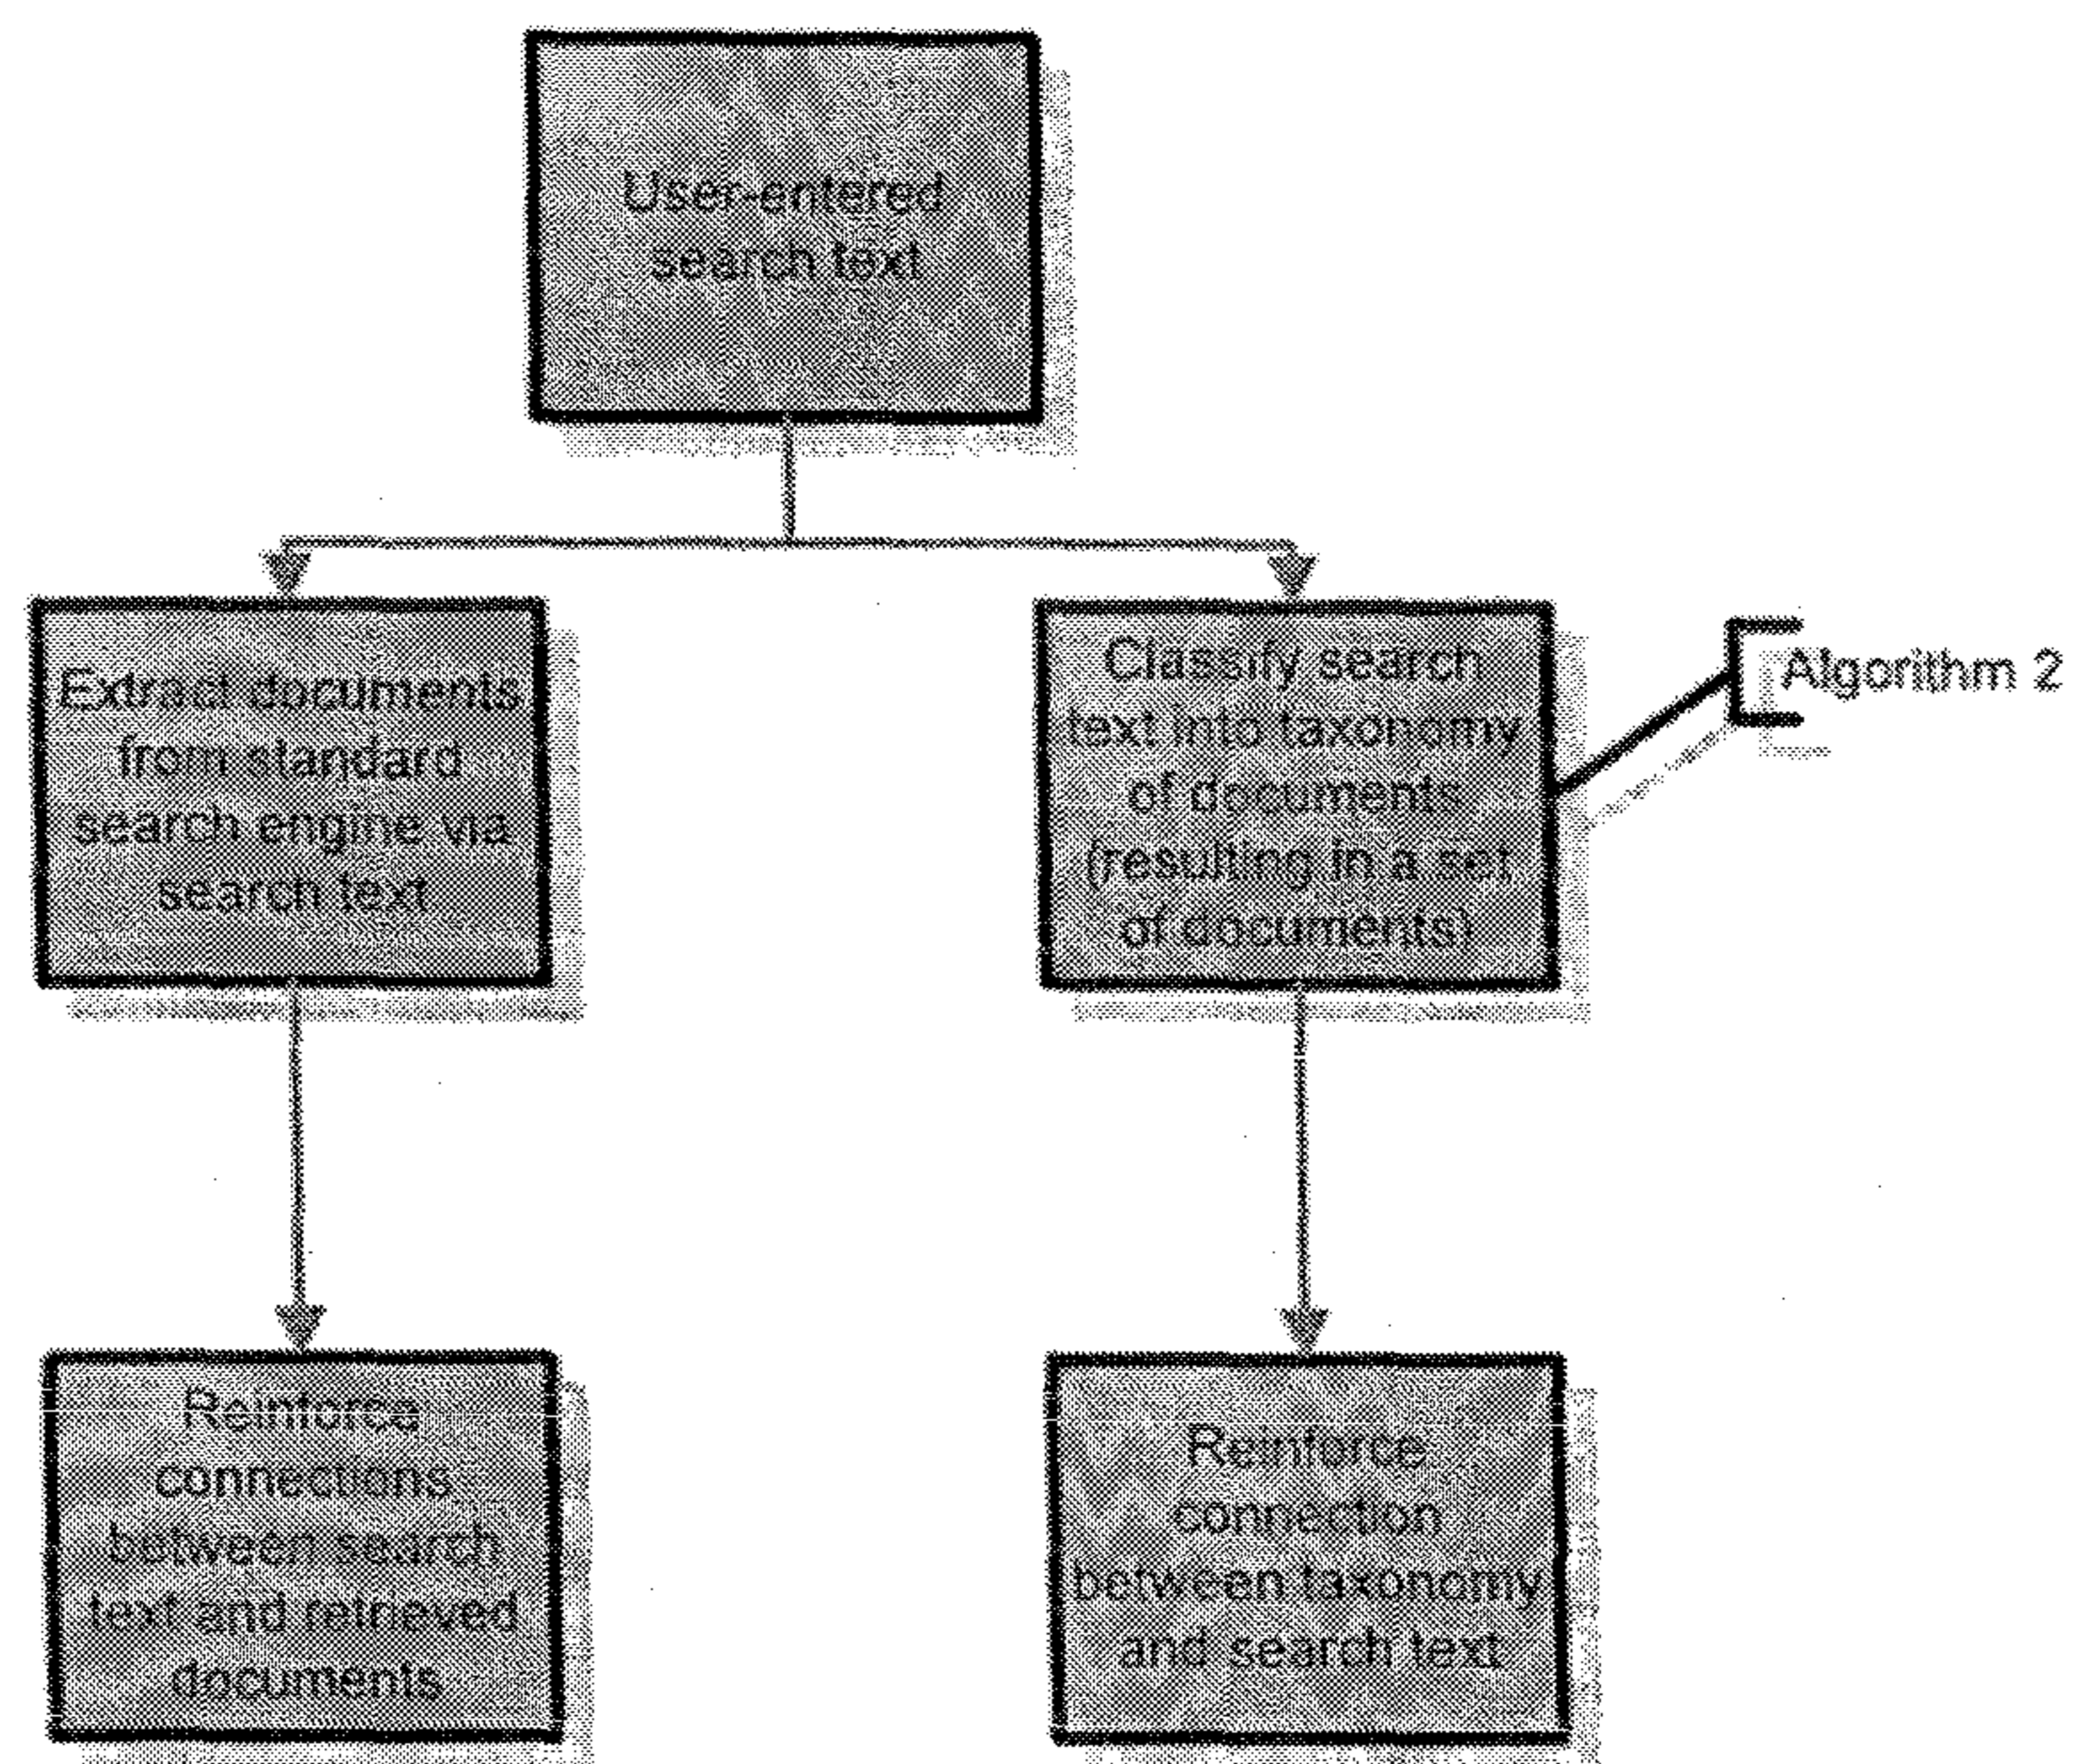 User-entered
search text
Extract documents
from standard
search engine via
search text
Classify search
text into taxonomy
of documents
(resulting in a set
of documents)
Algorithm 2
Reinforce
connections
between search
text and retrieved
documents
Reinforce
connection
between taxonomy
and search text